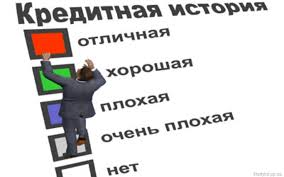 Кредитная история
отличная
хорошая
плохая
очень плохая
нет